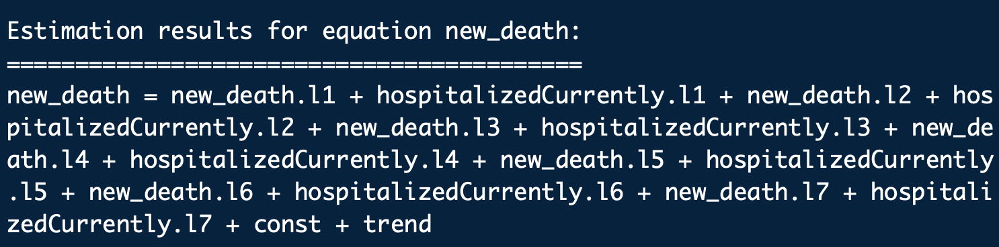 Estimation results for equation new_death:
==========================================
new_death = new_death.l1 + hospitalizedCurrently.l1 + new_death.l2 + hos
pitalizedCurrently.l2 + new_death.l3 + hospitalizedCurrently.l3 + new_de
ath.l4 + hospitalizedCurrently.l4 + new_death.l5 + hospitalizedCurrently
.l5 + new_death.l6 + hospitalizedCurrently.l6 + new_death.l7 + hospitali
zedCurrently.l7 + const + trend